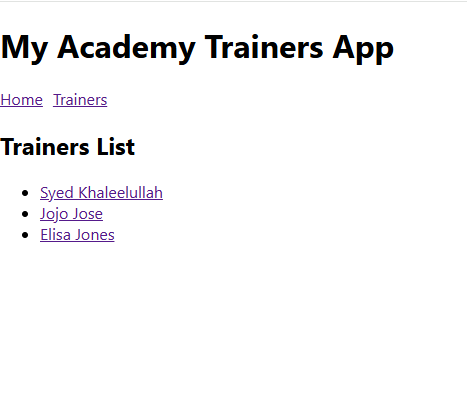 My Academy Trainers App
Home Trainers
Trainers List
Syed Khaleelullah
Jojo Jose
Elisa Jones